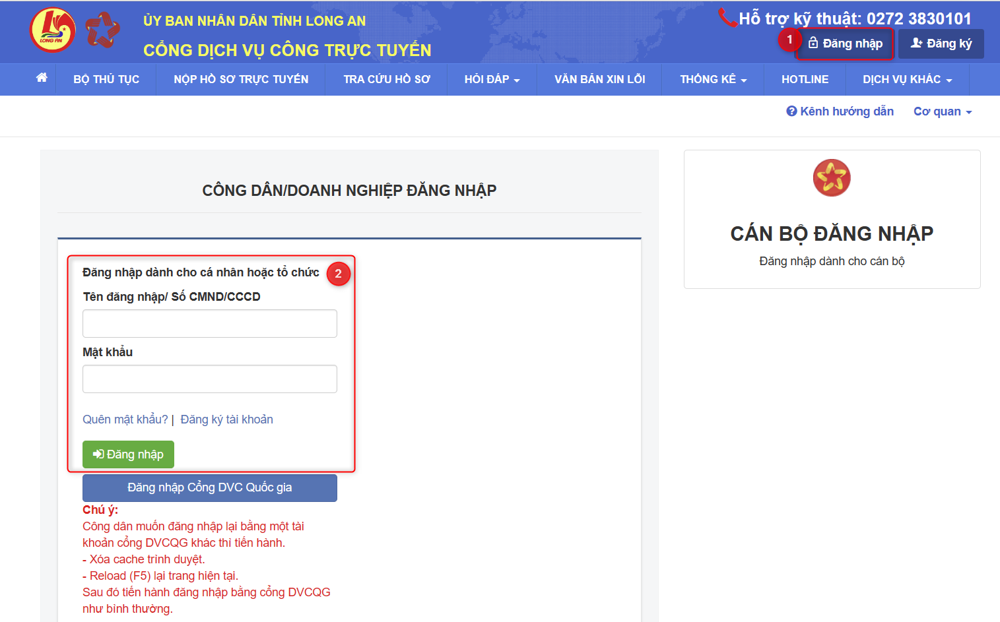 LONG AN
ỦY BAN NHÂN DÂN TỈNH LONG AN
CỔNG DỊCH VỤ CÔNG TRỰC TUYẾN
Hỗ trợ kỹ thuật: 0272 3830101
1
Đăng nhập
Đăng ký
BỘ THỦ TỤC
NỘP HỒ SƠ TRỰC TUYẾN
TRA CỨU HỒ SƠ
HỎI ĐÁP
VĂN BẢN XIN LỖI
THỐNG KÊ
HOTLINE
DỊCH VỤ KHÁC
Kênh hướng dẫn
Cơ quan
CÔNG DÂN/DOANH NGHIỆP ĐĂNG NHẬP
Đăng nhập dành cho cá nhân hoặc tổ chức
2
Tên đăng nhập/ Số CMND/CCCD
Mật khẩu
Quên mật khẩu? | Đăng ký tài khoản
Đăng nhập
Đăng nhập Cổng DVC Quốc gia
Chú ý:
Công dân muốn đăng nhập lại bằng một tài
khoản cổng DVCQG khác thì tiến hành.
- Xóa cache trình duyệt.
- Reload (F5) lại trang hiện tại.
Sau đó tiến hành đăng nhập bằng cổng DVCQG
như bình thường.
CÁN BỘ ĐĂNG NHẬP
Đăng nhập dành cho cán bộ